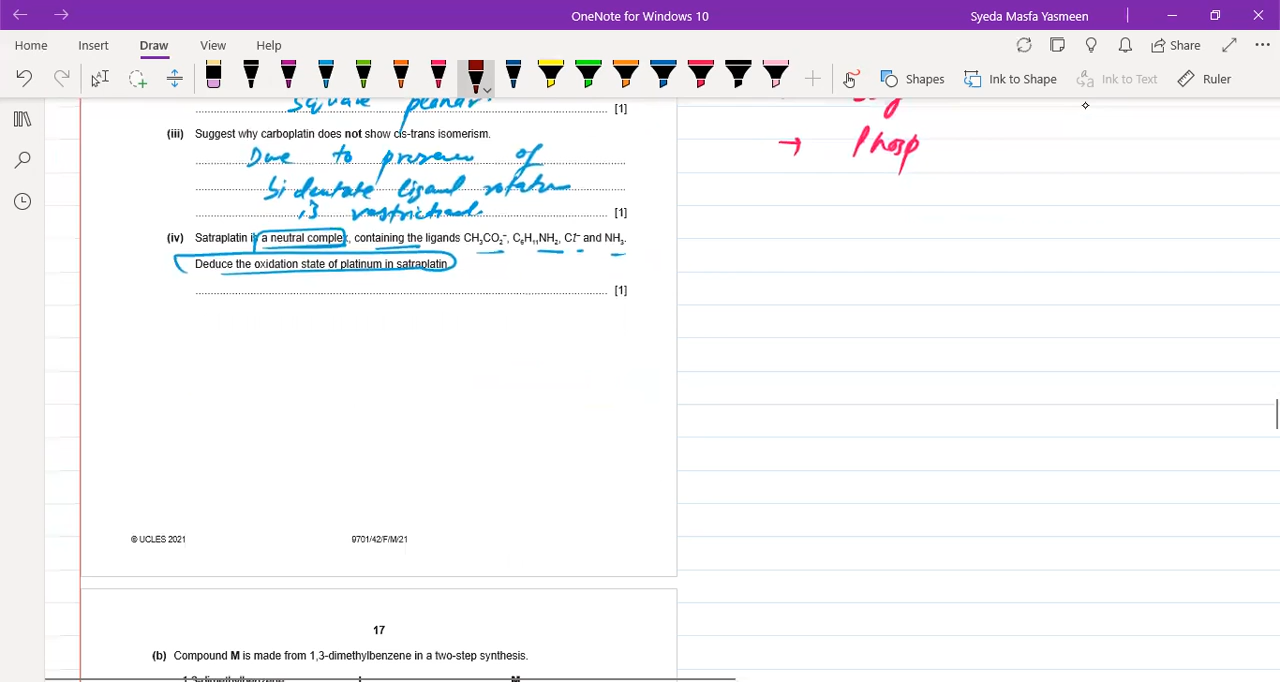 OneNote for Windows 10
Syeda Masfa Yasmeen
Home Insert Draw View Help
Share
Shapes Ink to Shape Ink to Text Ruler
Square planar.
[1]
(iii) Suggest why carboplatin does not show cis-trans isomerism.
Due to presence of
bidentate ligand rotation
is restricted.
[1]
→ Phosp
(iv) Satraplatin is a neutral complex, containing the ligands CH₃CO₂⁻, C₆H₁₁NH₂, Cl⁻ and NH₃.
Deduce the oxidation state of platinum in satraplatin
[1]
© UCLES 2021
9701/42/F/M/21
17
(b) Compound M is made from 1,3-dimethylbenzene in a two-step synthesis.
1,3-dimethylbenzene
M